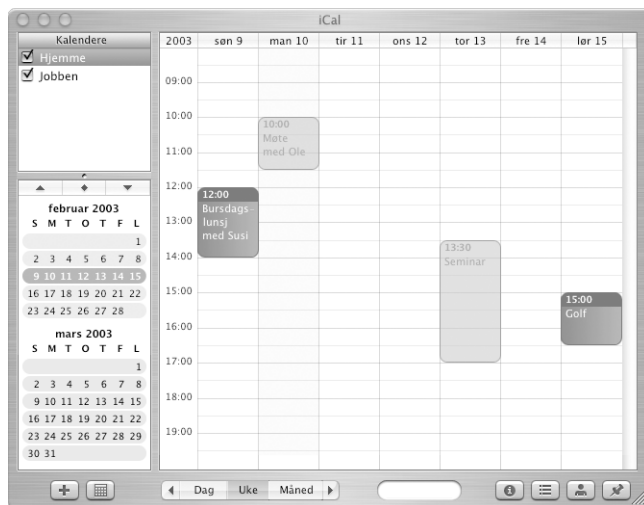 iCal
Kalendere
Hjemme
Jobben
februar 2003
S M T O T F L
1
2 3 4 5 6 7 8
9 10 11 12 13 14 15
16 17 18 19 20 21 22
23 24 25 26 27 28
mars 2003
S M T O T F L
1
2 3 4 5 6 7 8
9 10 11 12 13 14 15
16 17 18 19 20 21 22
23 24 25 26 27 28 29
30 31
2003 søn 9 man 10 tir 11 ons 12 tor 13 fre 14 lør 15
09:00
10:00
11:00
12:00
13:00
14:00
15:00
16:00
17:00
18:00
19:00
12:00
Bursdags-
lunsj
med Susi
10:00
Møte
med Ole
13:30
Seminar
15:00
Golf
Dag Uke Måned